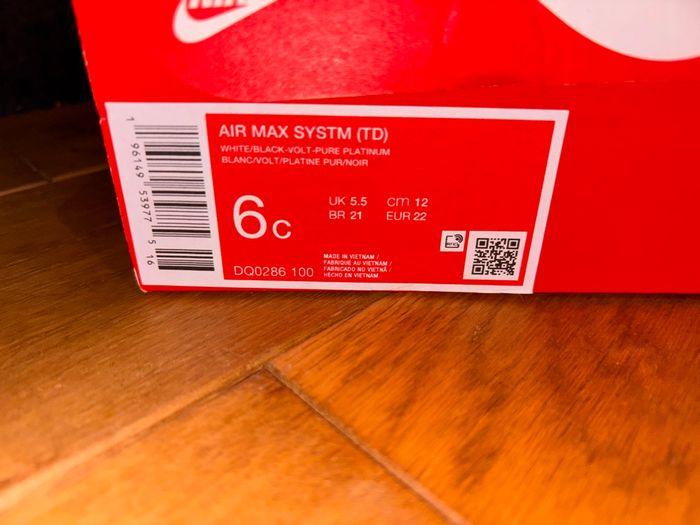 AIR MAX SYSTM (TD)
WHITE/BLACK-VOLT-PURE PLATINUM
BLANC/VOLT/PLATINE PUR/NOIR
6C
UK 5.5 cm 12
BR 21 EUR 22
MADE IN VIETNAM /
FABRIQUE AU VIETNAM /
FABRICADO NO VIETNÃ /
HECHO EN VIETNAM
DQ0286 100
1 96149 53977 5 16